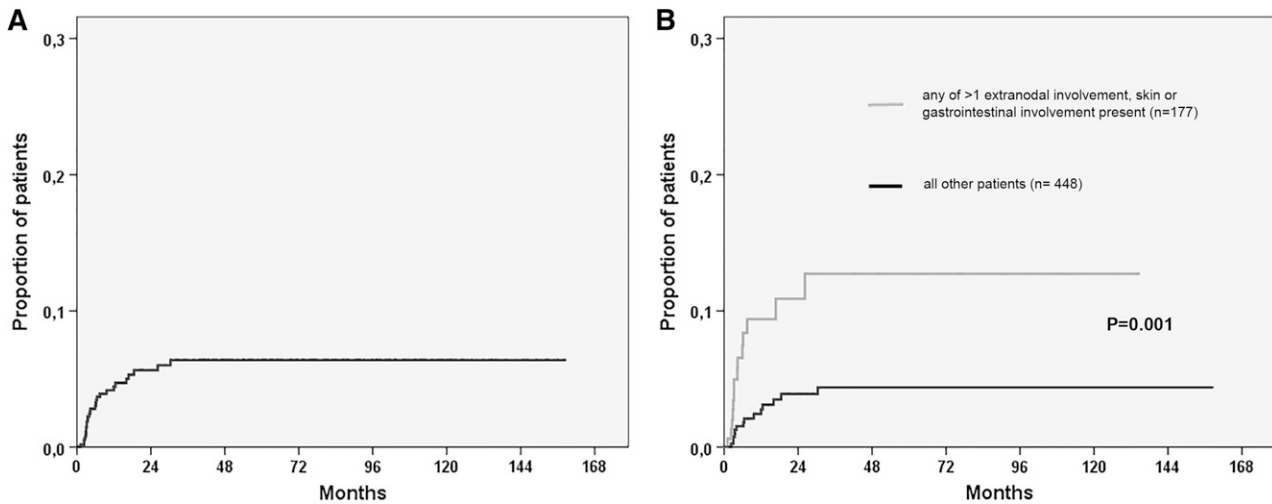 A
0,3
0,2
0,1
0,0
Proportion of patients
0
24
48
72
96
120
144
168
Months
B
0,3
0,2
0,1
0,0
Proportion of patients
any of >1 extranodal involvement, skin or
gastrointestinal involvement present (n=177)
all other patients (n= 448)
P=0.001
0
24
48
72
96
120
144
168
Months